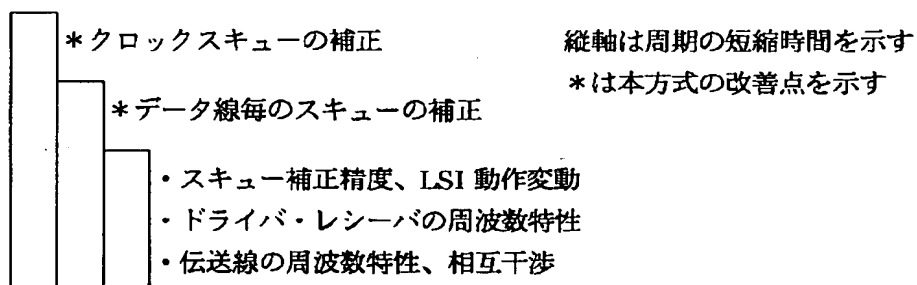 ＊クロックスキューの補正
縦軸は周期の短縮時間を示す
＊は本方式の改善点を示す
＊データ線毎のスキューの補正
・スキュー補正精度、LSI 動作変動
・ドライバ・レシーバの周波数特性
・伝送線の周波数特性、相互干渉